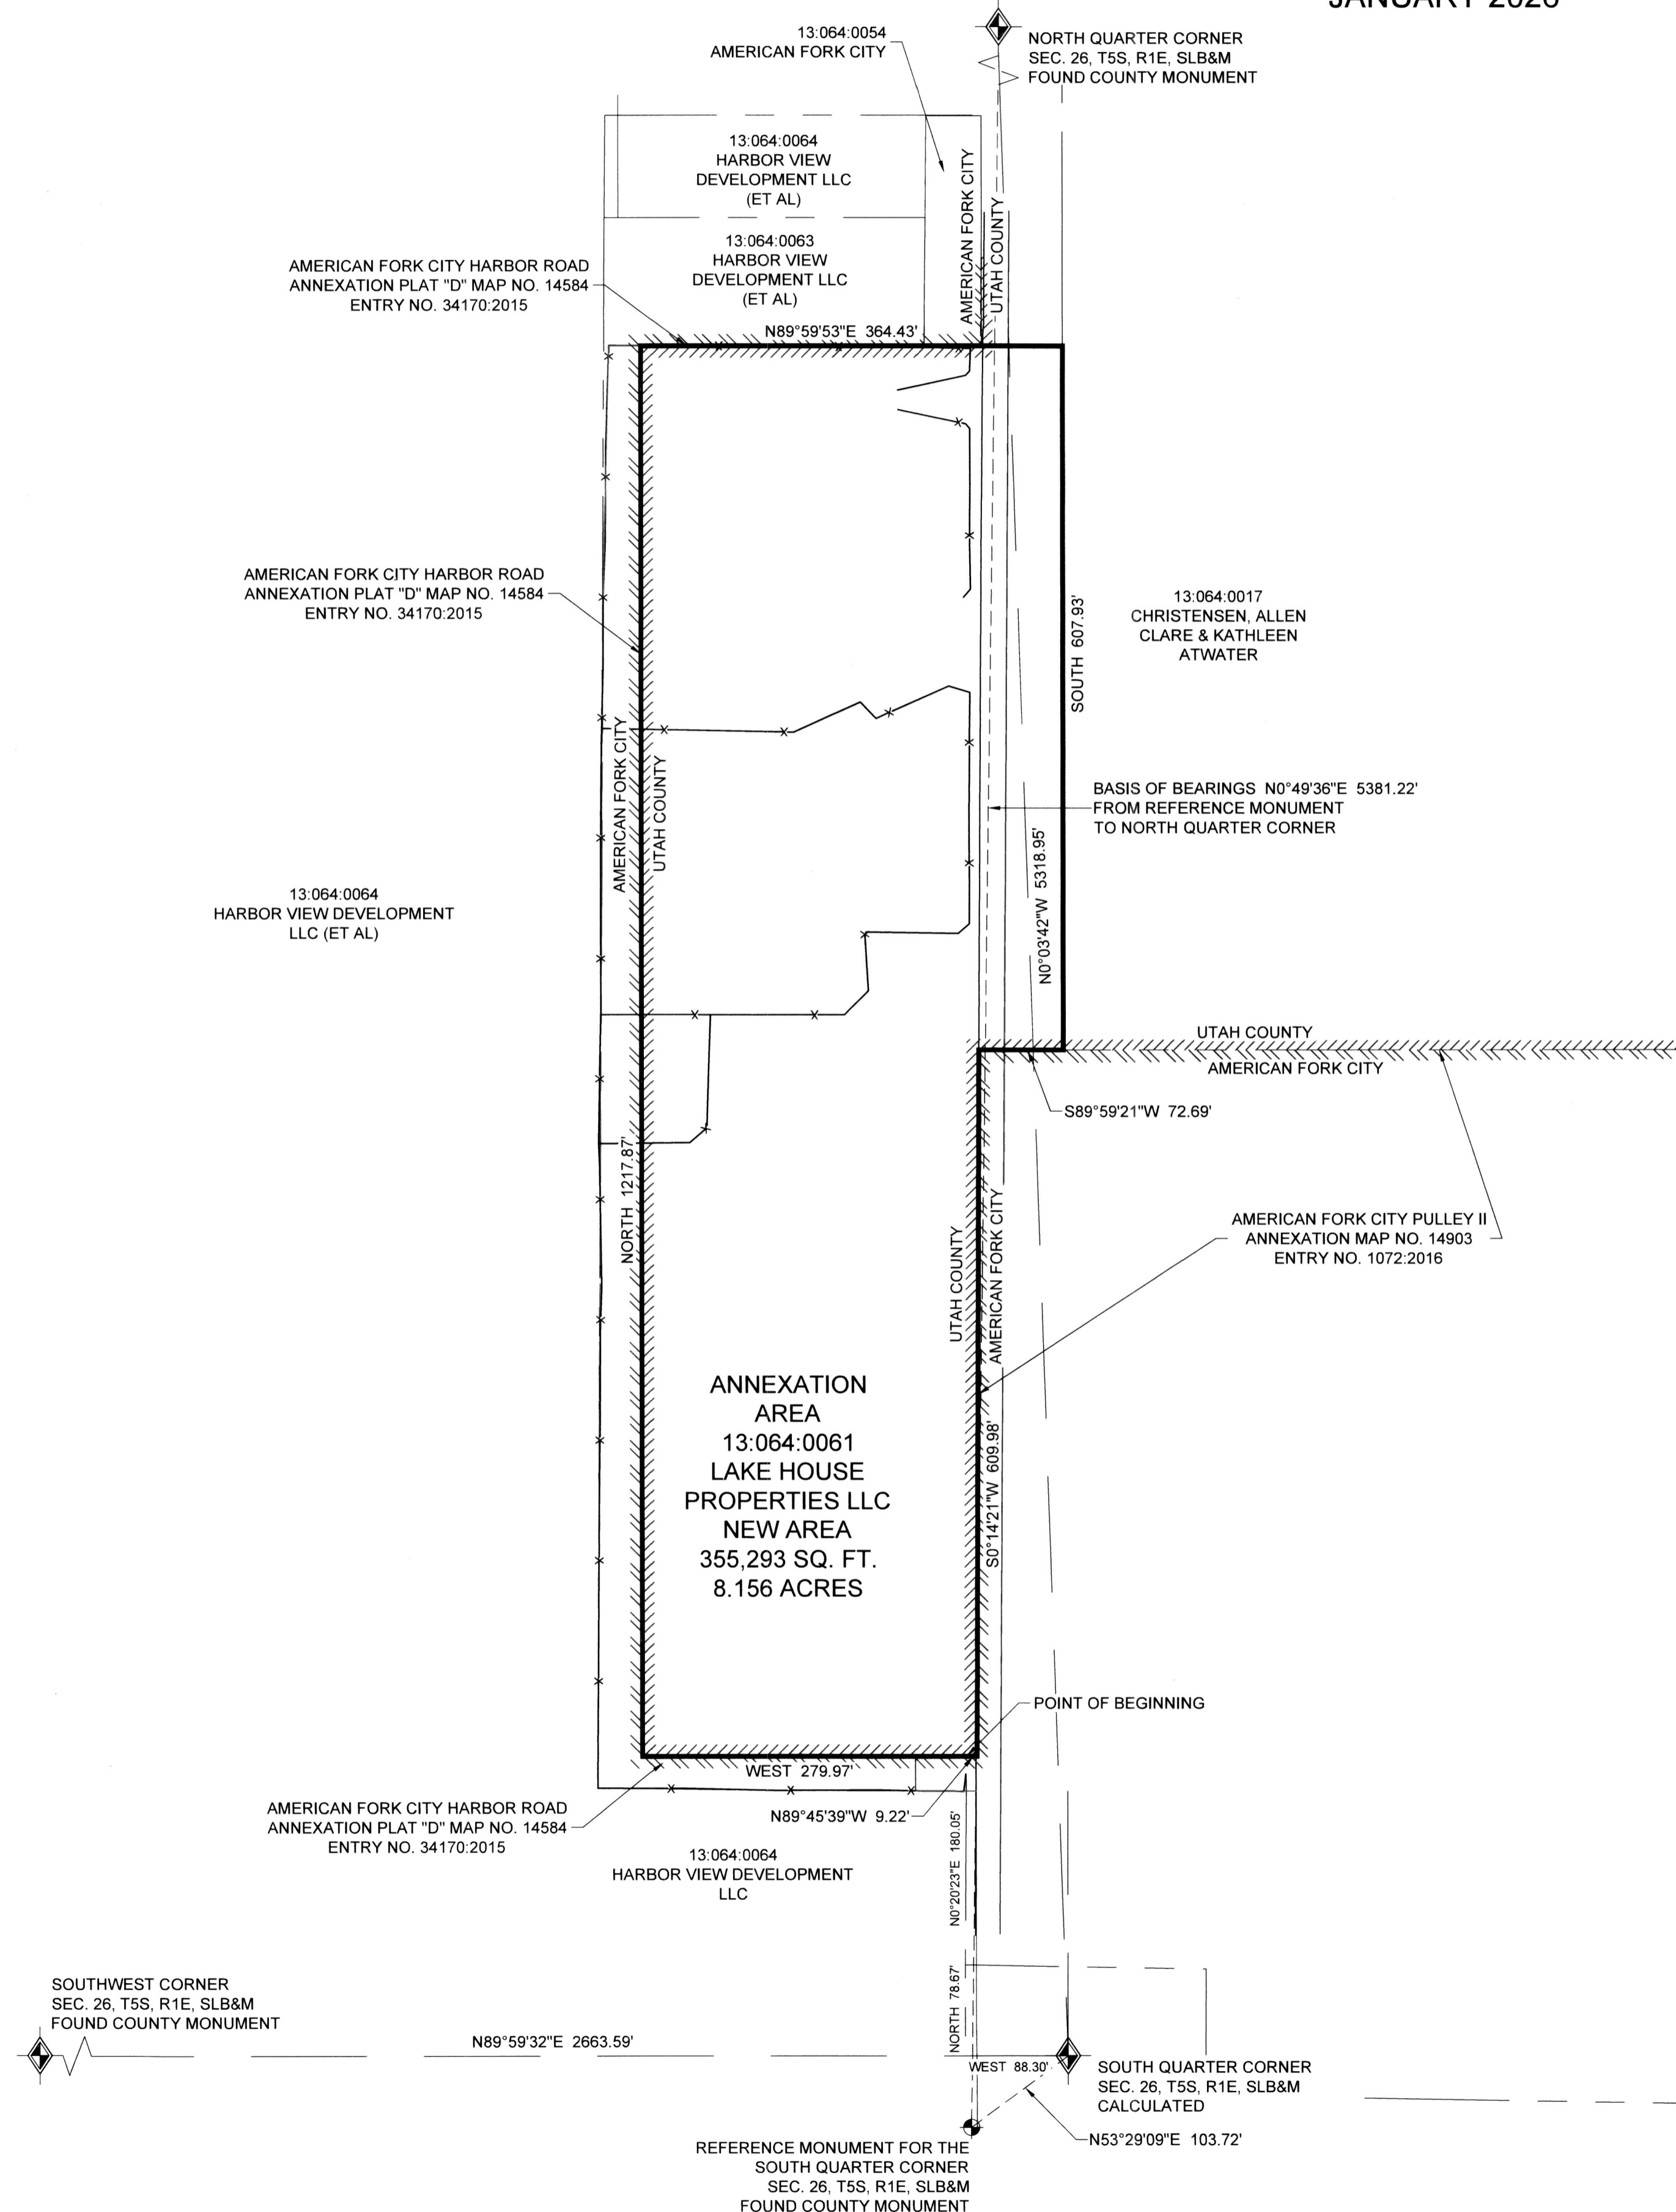 13:064:0054
AMERICAN FORK CITY
NORTH QUARTER CORNER
SEC. 26, T5S, R1E, SLB&M
FOUND COUNTY MONUMENT
13:064:0064
HARBOR VIEW
DEVELOPMENT LLC
(ET AL)
AMERICAN FORK CITY
UTAH COUNTY
13:064:0063
HARBOR VIEW
DEVELOPMENT LLC
(ET AL)
AMERICAN FORK CITY HARBOR ROAD
ANNEXATION PLAT "D" MAP NO. 14584
ENTRY NO. 34170:2015
N89°59'53"E 364.43'
AMERICAN FORK CITY HARBOR ROAD
ANNEXATION PLAT "D" MAP NO. 14584
ENTRY NO. 34170:2015
SOUTH 607.93'
13:064:0017
CHRISTENSEN, ALLEN
CLARE & KATHLEEN
ATWATER
AMERICAN FORK CITY
UTAH COUNTY
BASIS OF BEARINGS N0°49'36"E 5381.22'
FROM REFERENCE MONUMENT
TO NORTH QUARTER CORNER
N0°03'42"W 5318.95'
13:064:0064
HARBOR VIEW DEVELOPMENT
LLC (ET AL)
UTAH COUNTY
AMERICAN FORK CITY
S89°59'21"W 72.69'
NORTH 1217.87'
UTAH COUNTY
AMERICAN FORK CITY
AMERICAN FORK CITY PULLEY II
ANNEXATION MAP NO. 14903
ENTRY NO. 1072:2016
ANNEXATION
AREA
13:064:0061
LAKE HOUSE
PROPERTIES LLC
NEW AREA
355,293 SQ. FT.
8.156 ACRES
S0°14'21"W 609.98'
POINT OF BEGINNING
WEST 279.97'
N89°45'39"W 9.22'
AMERICAN FORK CITY HARBOR ROAD
ANNEXATION PLAT "D" MAP NO. 14584
ENTRY NO. 34170:2015
13:064:0064
HARBOR VIEW DEVELOPMENT
LLC
N0°20'23"E 180.05'
NORTH 78.67'
SOUTHWEST CORNER
SEC. 26, T5S, R1E, SLB&M
FOUND COUNTY MONUMENT
N89°59'32"E 2663.59'
WEST 88.30'
SOUTH QUARTER CORNER
SEC. 26, T5S, R1E, SLB&M
CALCULATED
N53°29'09"E 103.72'
REFERENCE MONUMENT FOR THE
SOUTH QUARTER CORNER
SEC. 26, T5S, R1E, SLB&M
FOUND COUNTY MONUMENT